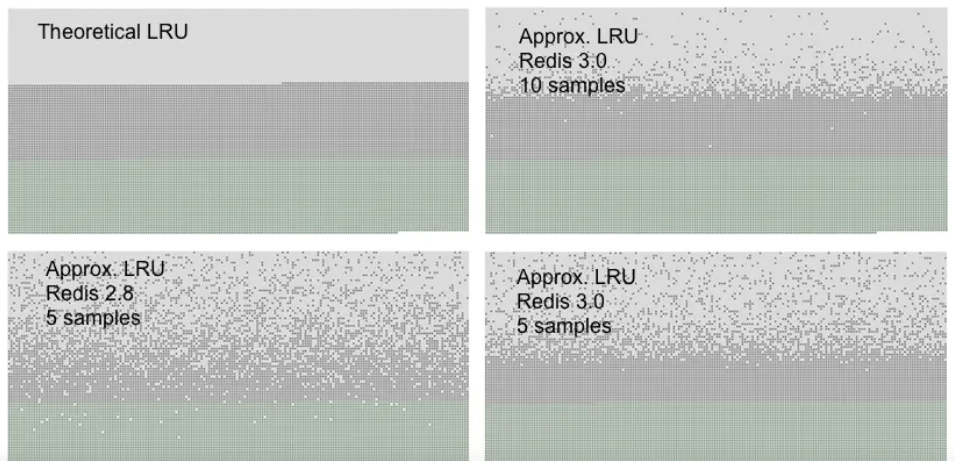 Theoretical LRU
Approx. LRU
Redis 3.0
10 samples
Approx. LRU
Redis 2.8
5 samples
Approx. LRU
Redis 3.0
5 samples